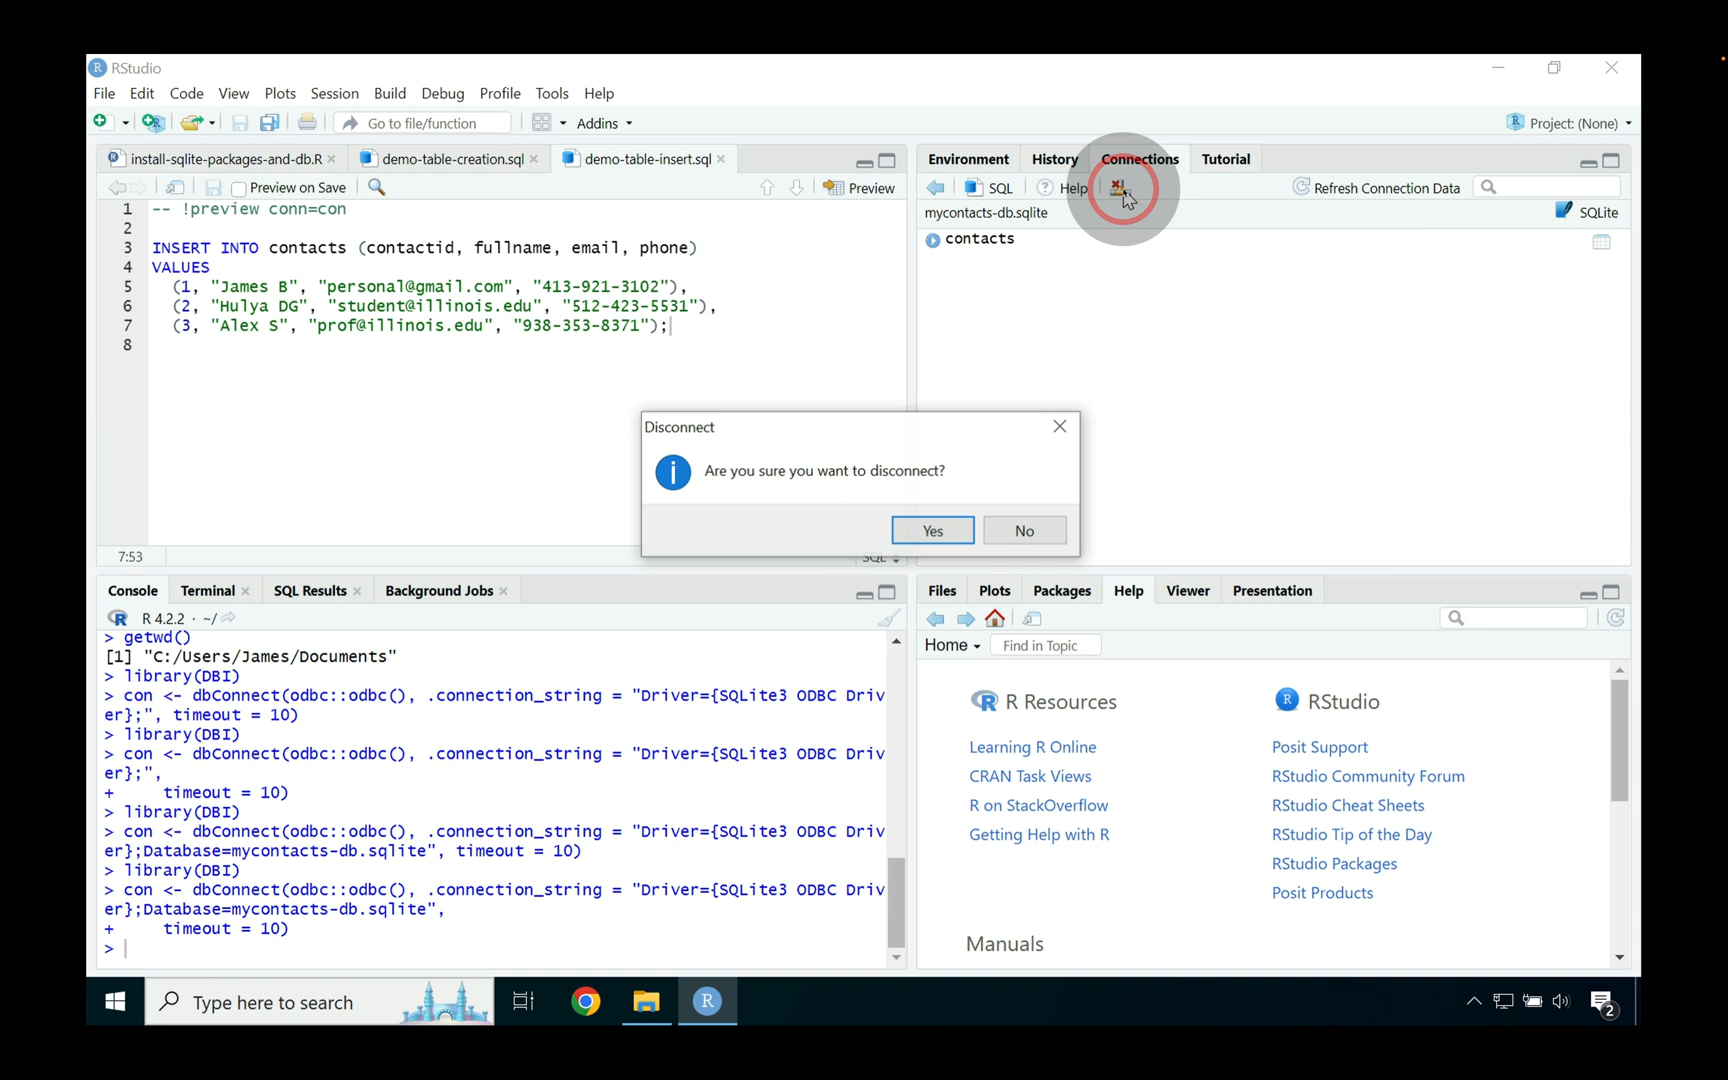 RStudio
File Edit Code View Plots Session Build Debug Profile Tools Help
Go to file/function Addins Project: (None)
install-sqlite-packages-and-db.R demo-table-creation.sql demo-table-insert.sql
Preview on Save Preview
1 -- !preview conn=con
2
3 INSERT INTO contacts (contactid, fullname, email, phone)
4 VALUES
5 (1, "James B", "personal@gmail.com", "413-921-3102"),
6 (2, "Hulya DG", "student@illinois.edu", "512-423-5531"),
7 (3, "Alex S", "prof@illinois.edu", "938-353-8371");
8
7:53 SQL
Environment History Connections Tutorial
SQL Help Refresh Connection Data
mycontacts-db.sqlite SQLite
contacts
Disconnect
Are you sure you want to disconnect?
Yes No
Console Terminal SQL Results Background Jobs
R 4.2.2 · ~/
> getwd()
[1] "C:/Users/James/Documents"
> library(DBI)
> con <- dbConnect(odbc::odbc(), .connection_string = "Driver={SQLite3 ODBC Driv
er};", timeout = 10)
> library(DBI)
> con <- dbConnect(odbc::odbc(), .connection_string = "Driver={SQLite3 ODBC Driv
er};",
+ timeout = 10)
> library(DBI)
> con <- dbConnect(odbc::odbc(), .connection_string = "Driver={SQLite3 ODBC Driv
er};Database=mycontacts-db.sqlite", timeout = 10)
> library(DBI)
> con <- dbConnect(odbc::odbc(), .connection_string = "Driver={SQLite3 ODBC Driv
er};Database=mycontacts-db.sqlite",
+ timeout = 10)
>
Files Plots Packages Help Viewer Presentation
Home Find in Topic
R Resources
Learning R Online
CRAN Task Views
R on StackOverflow
Getting Help with R
RStudio
Posit Support
RStudio Community Forum
RStudio Cheat Sheets
RStudio Tip of the Day
RStudio Packages
Posit Products
Manuals
Type here to search
2